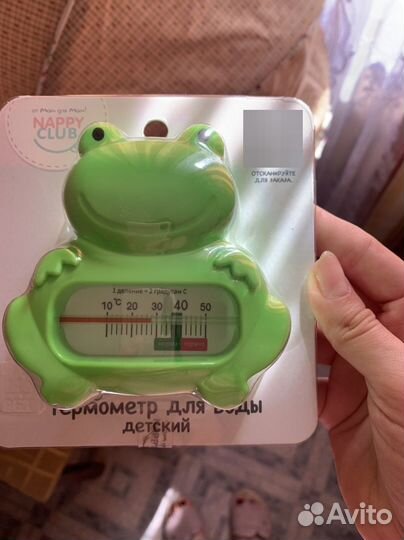 от Мам для Мам!
NAPPY
CLUB
ОТСКАНИРУЙТЕ
ДЛЯ ЗАКАЗА.
1 деление = 2 градусам С
10 °C 20 30 40 50
Термометр для воды
детский
Avito